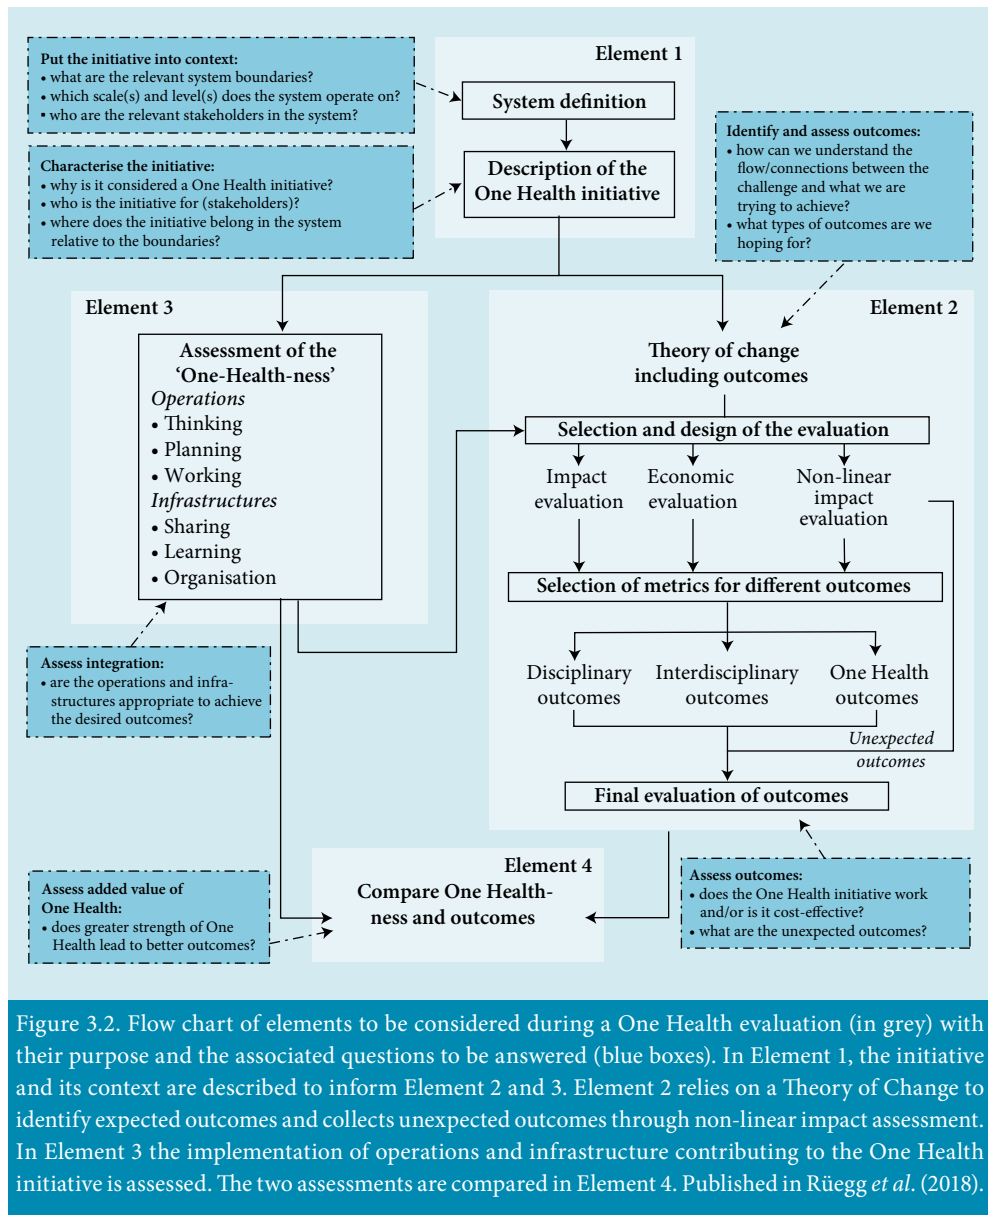 Element 1
Put the initiative into context:
• what are the relevant system boundaries?
• which scale(s) and level(s) does the system operate on?
▪ who are the relevant stakeholders in the system?
System definition
Characterise the initiative:
• why is it considered a One Health initiative?
• who is the initiative for (stakeholders)?
• where does the initiative belong in the system
relative to the boundaries?
Description of the
One Health initiative
Identify and assess outcomes:
• how can we understand the
flow/connections between the
challenge and what we are
trying to achieve?
• what types of outcomes are we
hoping for?
Element 3
Assessment of the
‘One-Health-ness’
Operations
• Thinking
• Planning
• Working
Infrastructures
• Sharing
• Learning
• Organisation
Assess integration:
• are the operations and infra-
structures appropriate to achieve
the desired outcomes?
Element 2
Theory of change
including outcomes
Selection and design of the evaluation
Impact
evaluation
Economic
evaluation
Non-linear
impact
evaluation
Selection of metrics for different outcomes
Disciplinary
outcomes
Interdisciplinary
outcomes
One Health
outcomes
Unexpected
outcomes
Final evaluation of outcomes
Element 4
Compare One Health-
ness and outcomes
Assess added value of
One Health:
• does greater strength of One
Health lead to better outcomes?
Assess outcomes:
• does the One Health initiative work
and/or is it cost-effective?
• what are the unexpected outcomes?
Figure 3.2. Flow chart of elements to be considered during a One Health evaluation (in grey) with
their purpose and the associated questions to be answered (blue boxes). In Element 1, the initiative
and its context are described to inform Element 2 and 3. Element 2 relies on a Theory of Change to
identify expected outcomes and collects unexpected outcomes through non-linear impact assessment.
In Element 3 the implementation of operations and infrastructure contributing to the One Health
initiative is assessed. The two assessments are compared in Element 4. Published in Rüegg et al. (2018).